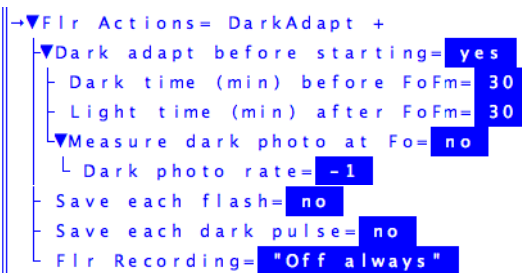 →▼Flr Actions= DarkAdapt +
▼Dark adapt before starting= yes
Dark time (min) before FoFm= 30
Light time (min) after FoFm= 30
▼Measure dark photo at Fo= no
Dark photo rate= -1
Save each flash= no
Save each dark pulse= no
Flr Recording= "Off always"